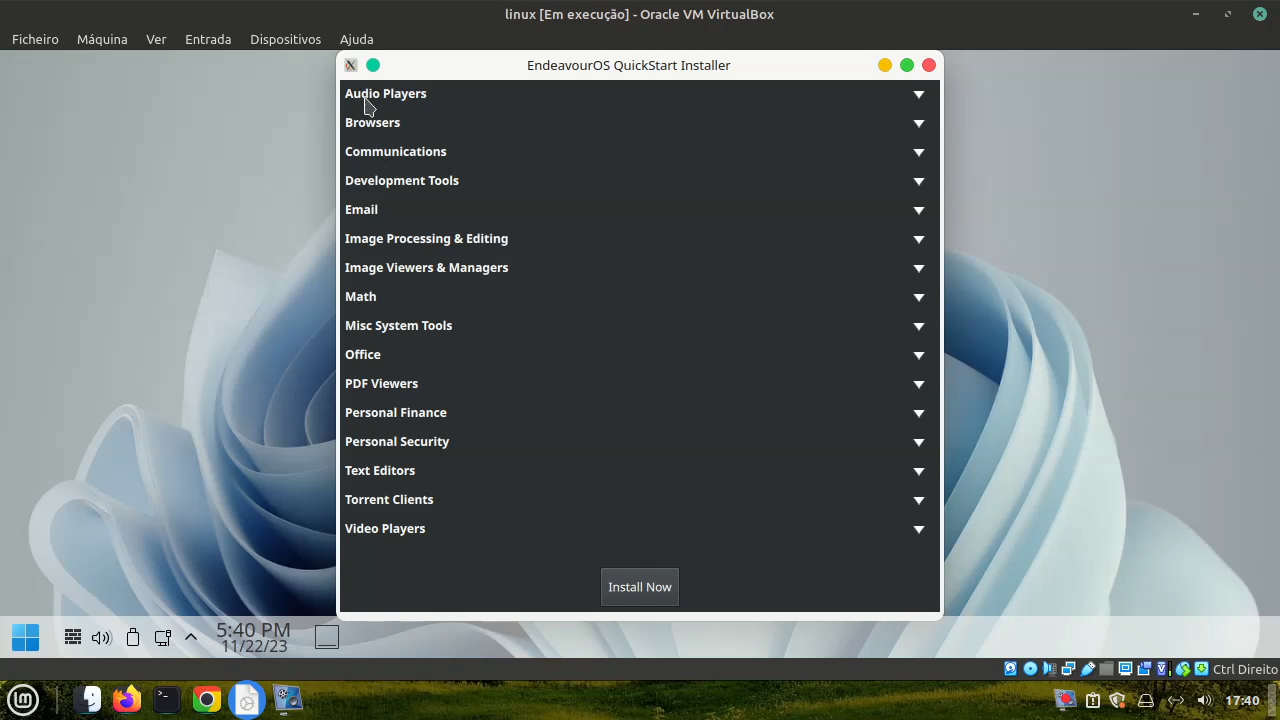 linux [Em execução] - Oracle VM VirtualBox
Ficheiro Máquina Ver Entrada Dispositivos Ajuda
EndeavourOS QuickStart Installer
Audio Players
Browsers
Communications
Development Tools
Email
Image Processing & Editing
Image Viewers & Managers
Math
Misc System Tools
Office
PDF Viewers
Personal Finance
Personal Security
Text Editors
Torrent Clients
Video Players
Install Now
5:40 PM
11/22/23
Ctrl Direito
17:40